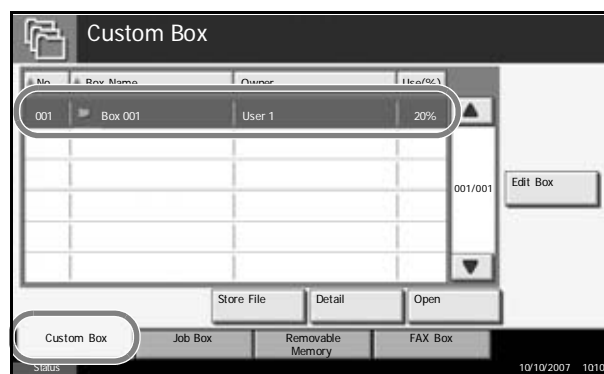 Custom Box
No. Box Name Owner Use(%)
001 Box 001 User 1 20%
001/001
Edit Box
Store File Detail Open
Custom Box Job Box Removable Memory FAX Box
Status 10/10/2007 1010